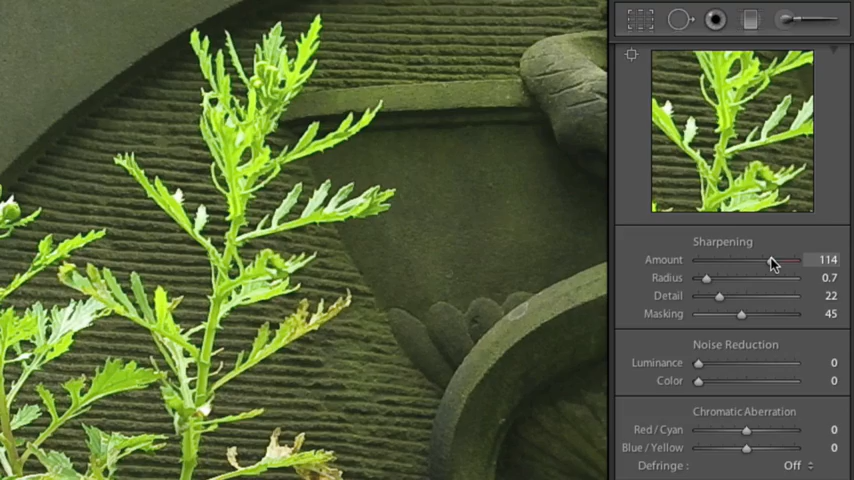 Sharpening
Amount 114
Radius 0.7
Detail 22
Masking 45
Noise Reduction
Luminance 0
Color 0
Chromatic Aberration
Red / Cyan 0
Blue / Yellow 0
Defringe : Off